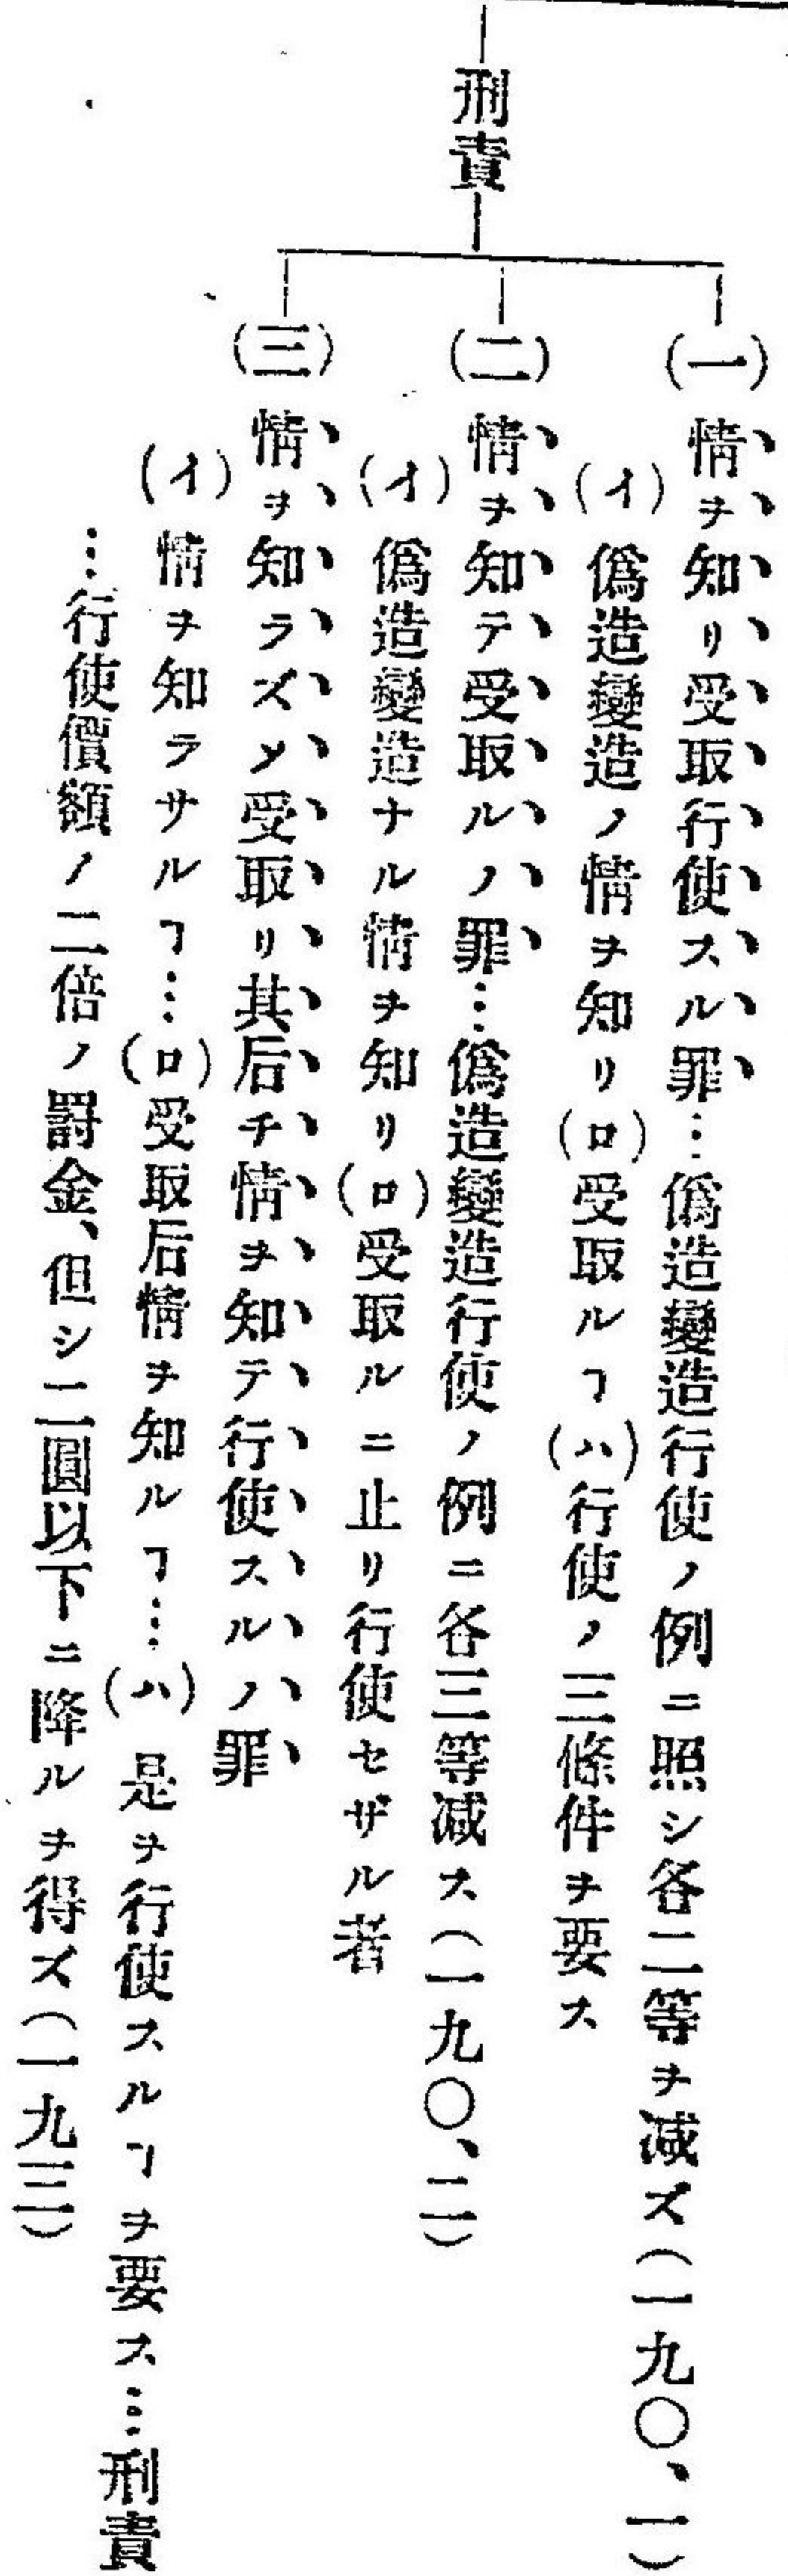 刑責
(一)情ヲ知リ受取行使スル罪…僞造變造行使ノ例ニ照シ各二等ヲ减ズ(一九〇、一)
(イ)僞造變造ノ情ヲ知リ(ロ)受取ルヿ(ハ)行使ノ三條件ヲ要ス
(二)情ヲ知テ受取ルノ罪…僞造變造行使ノ例ニ各三等减ス(一九〇、二)
(イ)僞造變造ナル情ヲ知リ(ロ)受取ルニ止リ行使セザル者
(三)情ヲ知ラズメ受取リ其后チ情ヲ知テ行使スルノ罪
(イ)情ヲ知ラサルヿ…(ロ)受取后情ヲ知ルヿ…(ハ)是ヲ行使スルヿヲ要ス…刑責
…行使價額ノ二倍ノ罰金、但シ二圓以下ニ降ルヲ得ズ(一九三)